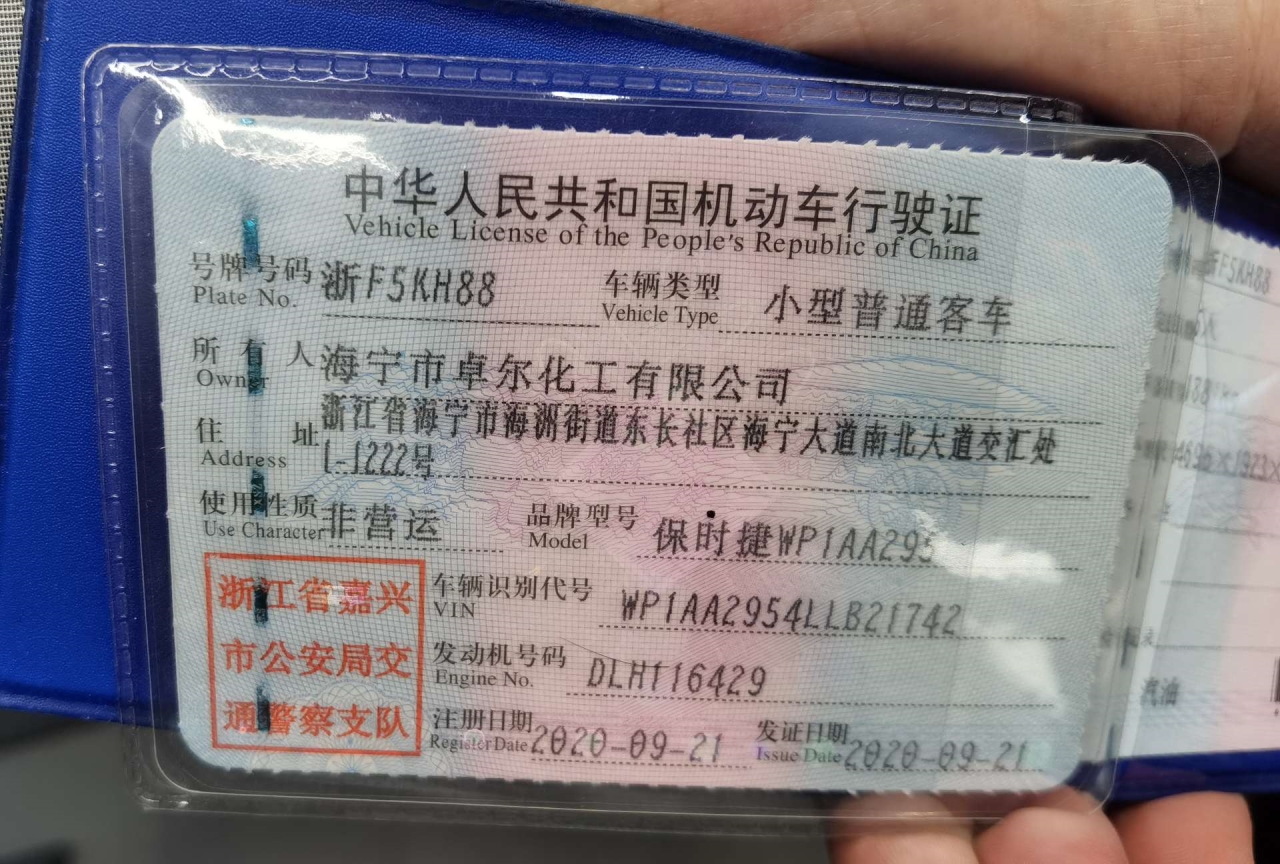 中华人民共和国机动车行驶证
Vehicle License of the People's Republic of China
号牌号码 浙F5KH88 车辆类型 小型普通客车
Plate No. Vehicle Type
所有人 海宁市卓尔化工有限公司
Owner
住址 浙江省海宁市海洲街道东长社区海宁大道南北大道交汇处
Address 1-1222号
使用性质 非营运 品牌型号 保时捷WP1AA295
Use Character Model
浙江省嘉兴
市公安局交
通警察支队
车辆识别代号 WP1AA2954LLB21742
VIN
发动机号码 DLH116429
Engine No.
注册日期 2020-09-21 发证日期 2020-09-21
Register Date Issue Date
F5KH88
1923
汽油